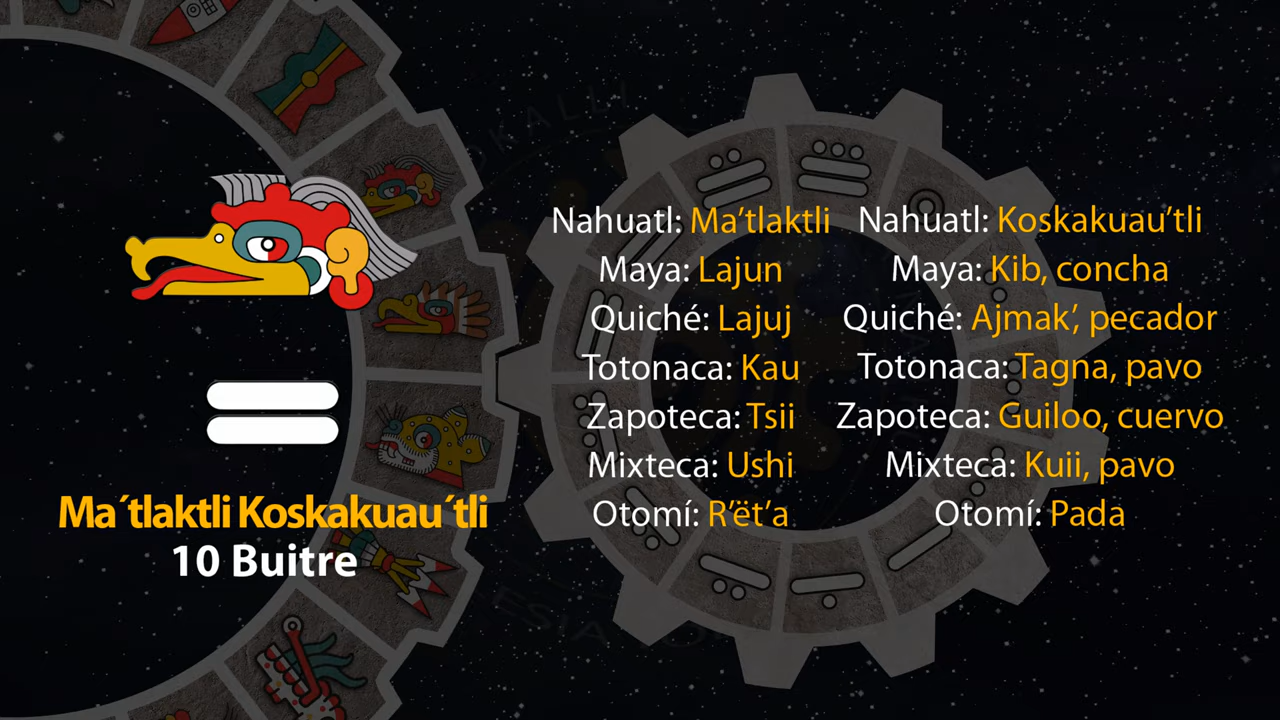 Nahuatl: Ma’tlaktli
Maya: Lajun
Quiché: Lajuj
Totonaca: Kau
Zapoteca: Tsii
Mixteca: Ushi
Otomí: R’ët’a
Nahuatl: Koskakuau’tli
Maya: Kib, concha
Quiché: Ajmak’, pecador
Totonaca: Tagna, pavo
Zapoteca: Guiloo, cuervo
Mixteca: Kuii, pavo
Otomí: Pada
Ma´tlaktli Koskakuau´tli
10 Buitre